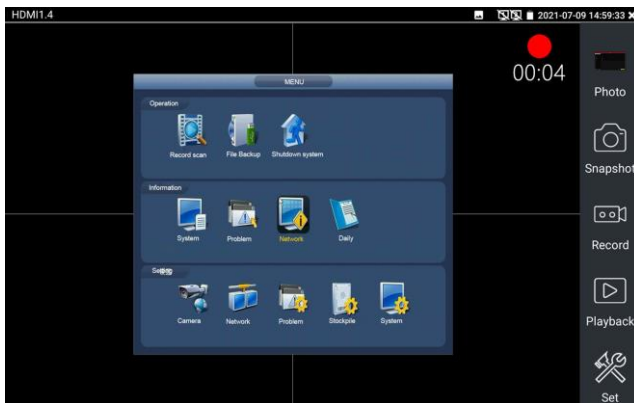 HDMI1.4
2021-07-09 14:59:33
00:04
MENU
Operation
Record scan
File Backup
Shutdown system
Information
System
Problem
Network
Daily
Setting
Camera
Network
Problem
Stockpile
System
Photo
Snapshot
Record
Playback
Set